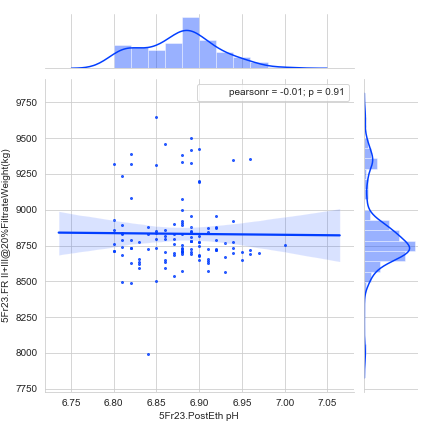 pearsonr = -0.01; p = 0.91
9750
9500
9250
9000
8750
8500
8250
8000
7750
5Fr23.FR II+III@20%FiltrateWeight(kg)
6.75 6.80 6.85 6.90 6.95 7.00 7.05
5Fr23.PostEth pH